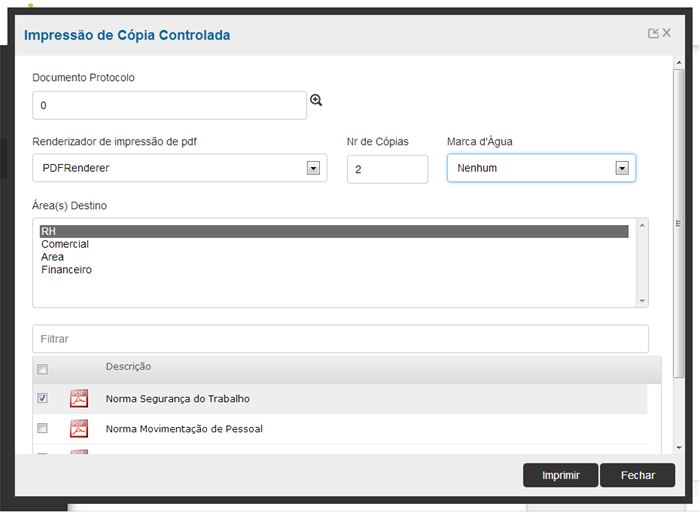 Impressão de Cópia Controlada
Documento Protocolo
0
Renderizador de impressão de pdf Nr de Cópias Marca d'Água
PDFRenderer 2 Nenhum
Área(s) Destino
RH
Comercial
Area
Financeiro
Filtrar
Descrição
Norma Segurança do Trabalho
Norma Movimentação de Pessoal
Imprimir Fechar